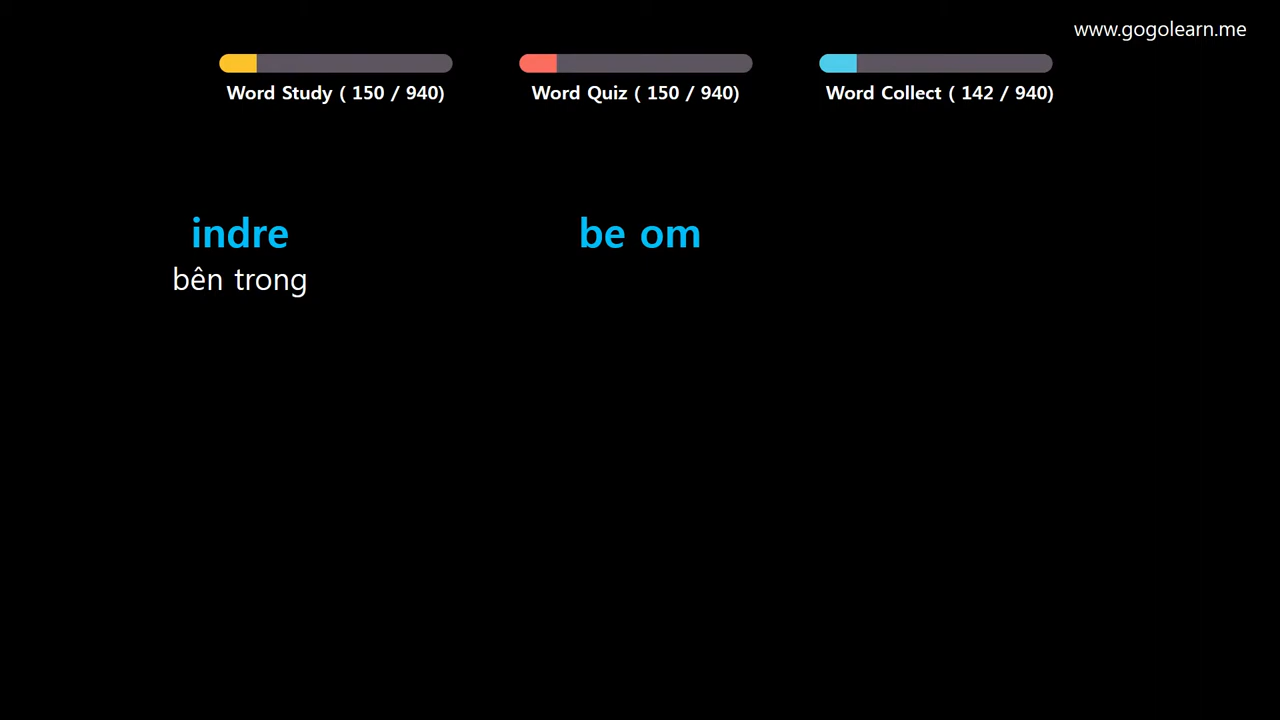 www.gogolearn.me
Word Study ( 150 / 940)
Word Quiz ( 150 / 940)
Word Collect ( 142 / 940)
indre
bên trong
be om